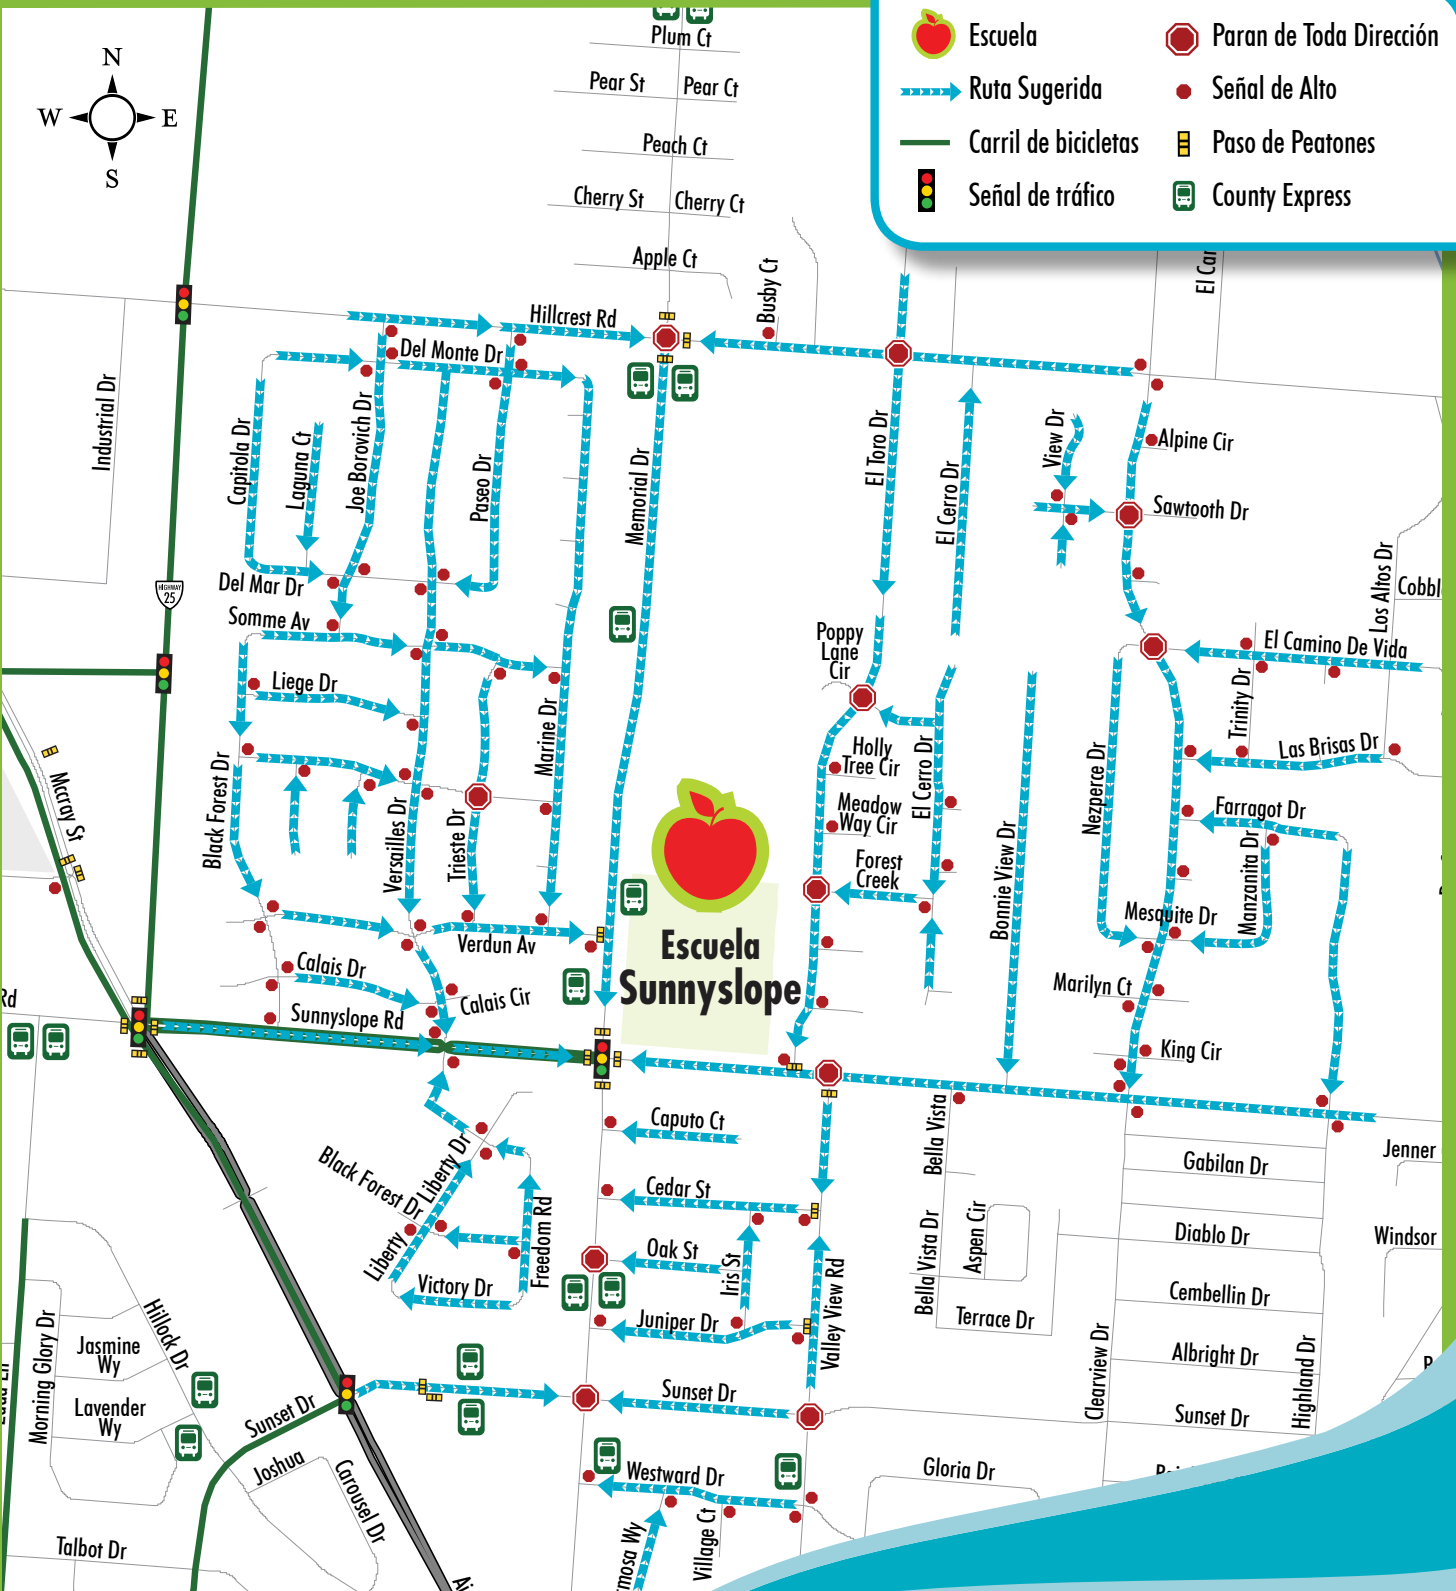 Escuela
Paran de Toda Dirección
Ruta Sugerida
Señal de Alto
Carril de bicicletas
Paso de Peatones
Señal de tráfico
County Express
N
W
E
S
Plum Ct
Pear St
Pear Ct
Peach Ct
Cherry St
Cherry Ct
Apple Ct
Busby Ct
El Car
Hillcrest Rd
Del Monte Dr
Industrial Dr
Capitola Dr
Laguna Ct
Joe Borovich Dr
Paseo Dr
Memorial Dr
El Toro Dr
El Cerro Dr
View Dr
Alpine Cir
Sawtooth Dr
Los Altos Dr
Cobbl
HIGHWAY
25
Del Mar Dr
Somme Av
Poppy
Lane
Cir
El Camino De Vida
Liege Dr
Trinity Dr
Las Brisas Dr
Marine Dr
Holly
Tree Cir
El Cerro Dr
Mccray St
Black Forest Dr
Versailles Dr
Trieste Dr
Meadow
Way Cir
Nezperce Dr
Farragot Dr
Bonnie View Dr
Forest
Creek
Manzanita Dr
Mesquite Dr
Verdun Av
Escuela
Sunnyslope
Calais Dr
Calais Cir
Marilyn Ct
Rd
Sunnyslope Rd
King Cir
Caputo Ct
Bella Vista
Jenner
Liberty Dr
Black Forest Dr
Gabilan Dr
Cedar St
Liberty
Freedom Rd
Oak St
Iris St
Bella Vista Dr
Aspen Cir
Diablo Dr
Windsor
Victory Dr
Cembellin Dr
Juniper Dr
Valley View Rd
Terrace Dr
Morning Glory Dr
Jasmine
Wy
Hillock Dr
Albright Dr
Clearview Dr
Highland Dr
Lavender
Wy
Sunset Dr
Sunset Dr
Sunset Dr
Joshua
Carousel Dr
Westward Dr
Gloria Dr
Village Ct
mosa Wy
Talbot Dr